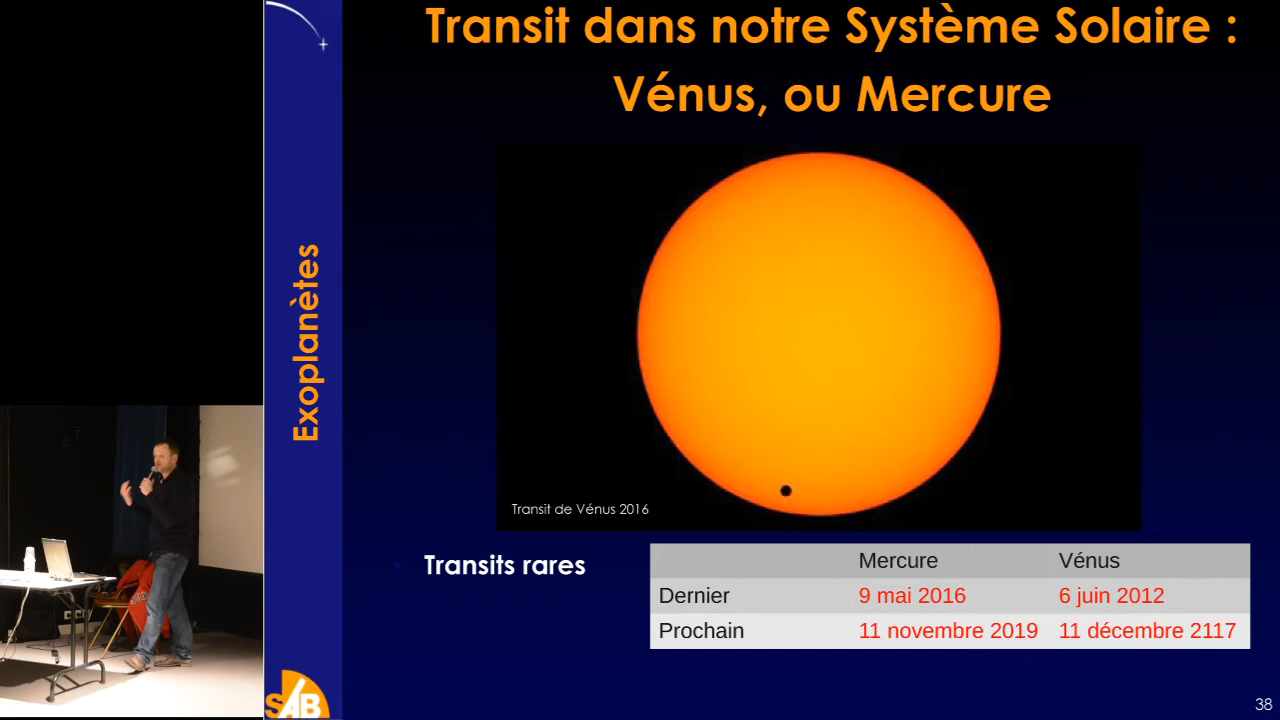 Transit dans notre Système Solaire :
Vénus, ou Mercure
Exoplanètes
Transit de Vénus 2016
Transits rares
Mercure Vénus
Dernier 9 mai 2016 6 juin 2012
Prochain 11 novembre 2019 11 décembre 2117
SAB
38